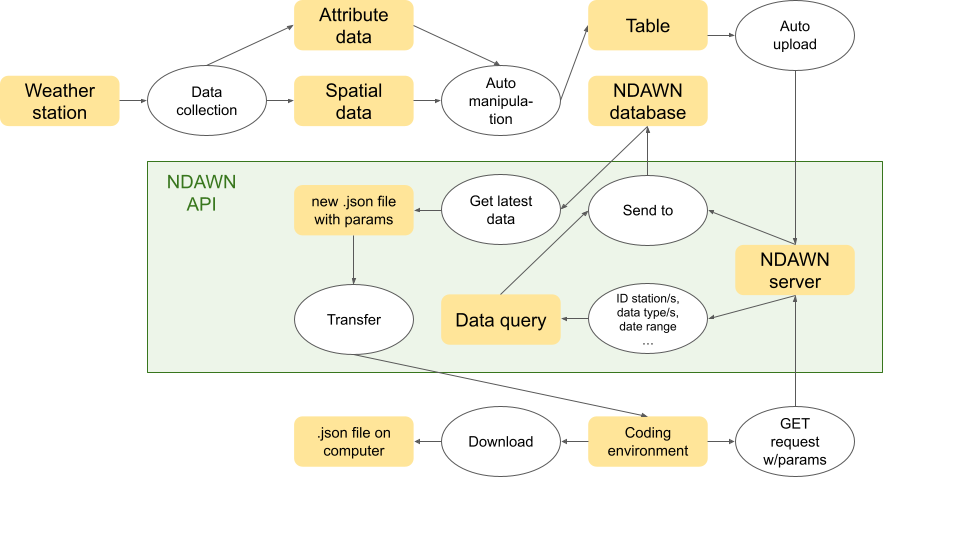 Attribute
data
Table
Auto
upload
Weather
station
Data
collection
Spatial
data
Auto
manipula-
tion
NDAWN
database
NDAWN
API
new .json file
with params
Get latest
data
Send to
NDAWN
server
Transfer
Data query
ID station/s,
data type/s,
date range
...
.json file on
computer
Download
Coding
environment
GET
request
w/params